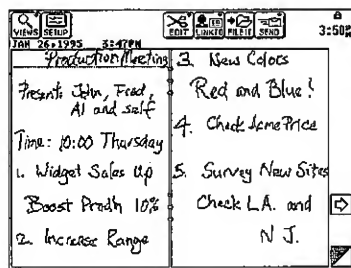 VIEWS SETUP
EDIT LINKTO FILEIT SEND
3:50
JAN 26, 1995 3:47PM
Production Meeting
Present: John, Fred,
Al and self
Time: 10:00 Thursday
1. Widget Sales Up
Boost Prod'n 10%
2. Increase Range
3. New Colors
Red and Blue!
4. Check Acme Price
5. Survey New Sites
Check L.A. and
N J.